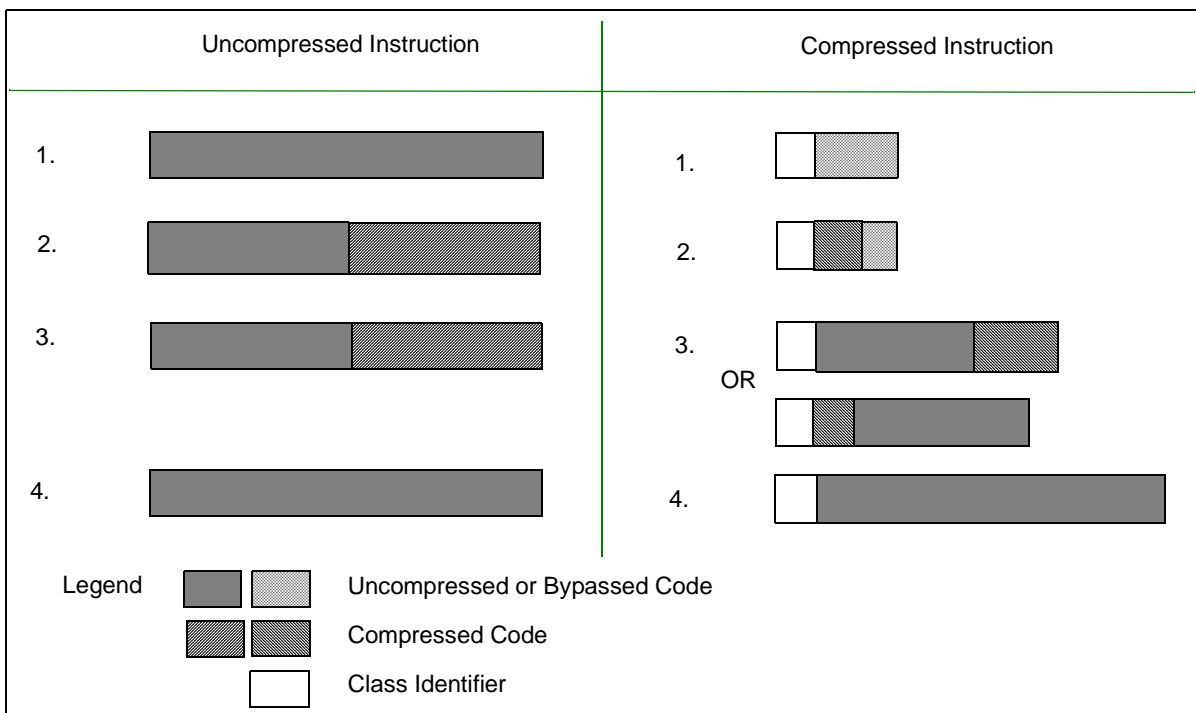 Uncompressed Instruction
Compressed Instruction
1.
1.
2.
2.
3.
3.
OR
4.
4.
Legend
Uncompressed or Bypassed Code
Compressed Code
Class Identifier